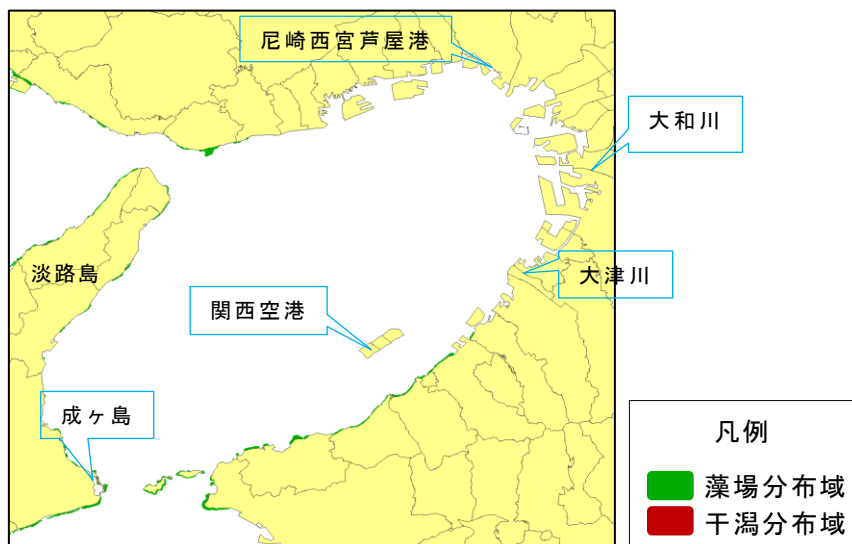 尼崎西宮芦屋港
大和川
淡路島
大津川
関西空港
成ヶ島
凡例
藻場分布域
干潟分布域